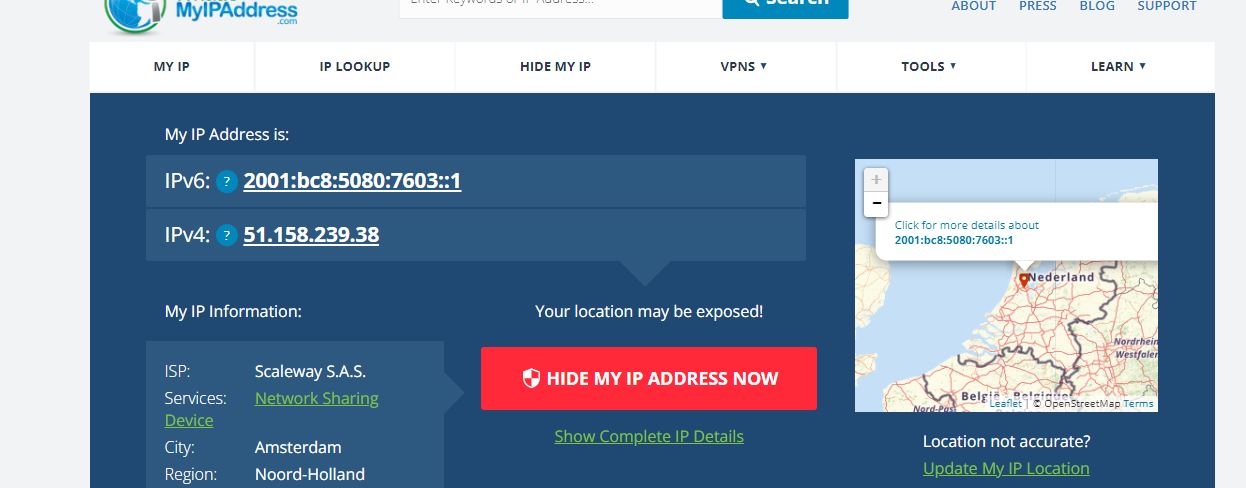 MyIPAddress
.com
Enter Keywords or IP Address...
Search
ABOUT PRESS BLOG SUPPORT
MY IP IP LOOKUP HIDE MY IP VPNS ▼ TOOLS ▼ LEARN ▼
My IP Address is:
IPv6: ? 2001:bc8:5080:7603::1
IPv4: ? 51.158.239.38
My IP Information:
ISP: Scaleway S.A.S.
Services: Network Sharing
Device
City: Amsterdam
Region: Noord-Holland
Your location may be exposed!
HIDE MY IP ADDRESS NOW
Show Complete IP Details
+
−
Click for more details about
2001:bc8:5080:7603::1
Nederland
Nordrhein
Westfalen
België - Belgique
Nord-Pas
Leaflet | © OpenStreetMap Terms
Location not accurate?
Update My IP Location